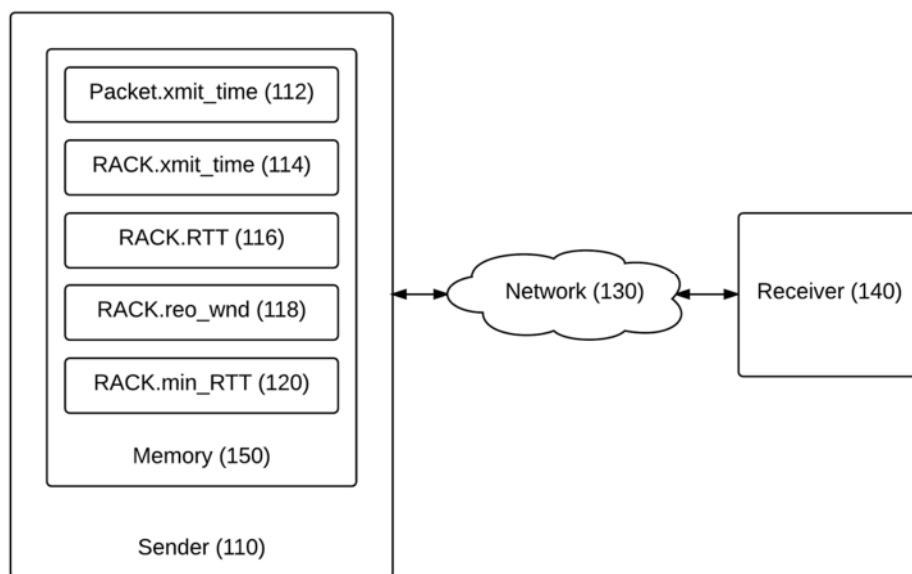 Packet.xmit_time (112)
RACK.xmit_time (114)
RACK.RTT (116)
RACK.reo_wnd (118)
RACK.min_RTT (120)
Memory (150)
Sender (110)
Network (130)
Receiver (140)